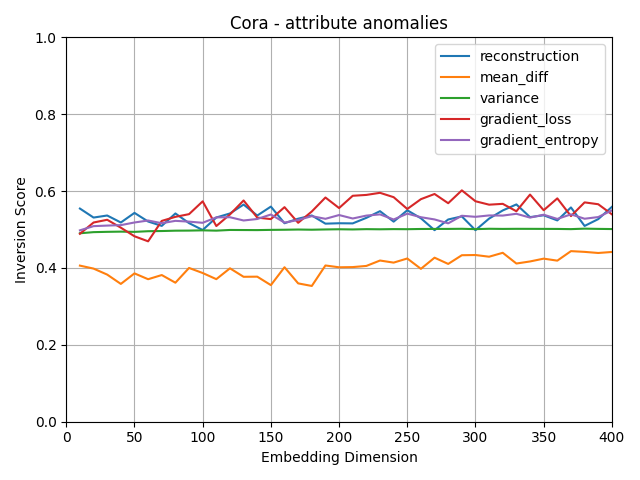 Cora - attribute anomalies
1.0
0.8
0.6
0.4
0.2
0.0
Inversion Score
reconstruction
mean_diff
variance
gradient_loss
gradient_entropy
0 50 100 150 200 250 300 350 400
Embedding Dimension